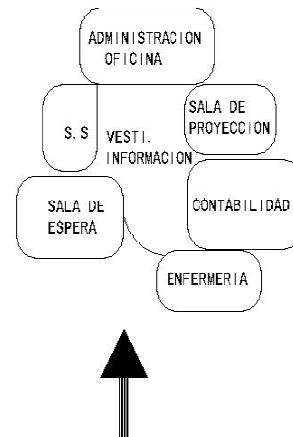 ADMINISTRACION
OFICINA
S.S
VESTI.
INFORMACION
SALA DE
PROYECCION
SALA DE
ESPERA
CONTABILIDAD
ENFERMERIA